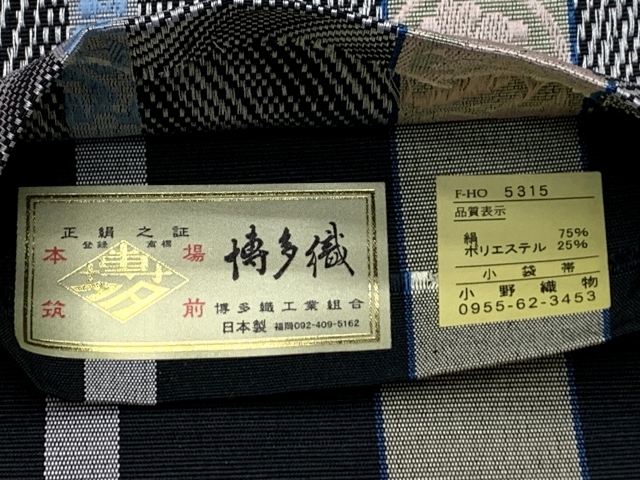 正絹之証
登録 商標
本場
筑前
博多
博多織
博多織工業組合
日本製 福岡092-409-5162
F-HO 5315
品質表示
絹 75%
ポリエステル 25%
小袋帯
小野織物
0955-62-3453